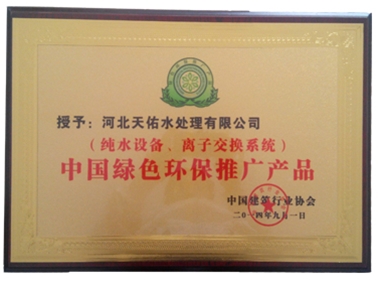 授予：河北天佑水处理有限公司
（纯水设备、离子交换系统）
中国绿色环保推广产品
中国建筑行业协会
二〇一四年九月一日